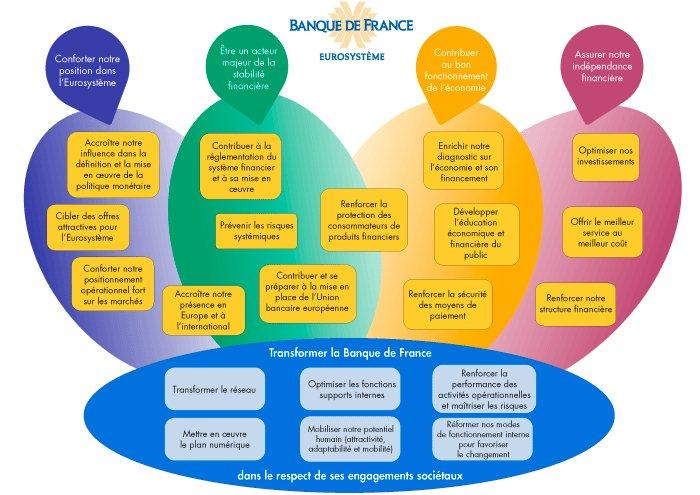 BANQUE DE FRANCE
EUROSYSTÈME
Conforter notre
position dans
l'Eurosystème
Être un acteur
majeur de la
stabilité
financière
Contribuer
au bon
fonctionnement
de l'économie
Assurer notre
indépendance
financière
Accroître notre
influence dans la
définition et la mise
en œuvre de la
politique monétaire
Cibler des offres
attractives pour
l'Eurosystème
Conforter notre
positionnement
opérationnel fort
sur les marchés
Contribuer à la
réglementation du
système financier
et à sa mise en
œuvre
Prévenir les risques
systémiques
Accroître notre
présence en
Europe et à
l'international
Contribuer et se
préparer à la mise en
place de l'Union
bancaire européenne
Renforcer la
protection des
consommateurs de
produits financiers
Enrichir notre
diagnostic sur
l'économie et son
financement
Développer
l'éducation
économique et
financière du
public
Renforcer la sécurité
des moyens de
paiement
Optimiser nos
investissements
Offrir le meilleur
service au
meilleur coût
Renforcer notre
structure financière
Transformer la Banque de France
Transformer le réseau
Optimiser les fonctions
supports internes
Renforcer la
performance des
activités opérationnelles
et maîtriser les risques
Mettre en œuvre
le plan numérique
Mobiliser notre potentiel
humain (attractivité,
adaptabilité et mobilité)
Réformer nos modes
de fonctionnement interne
pour favoriser
le changement
dans le respect de ses engagements sociétaux